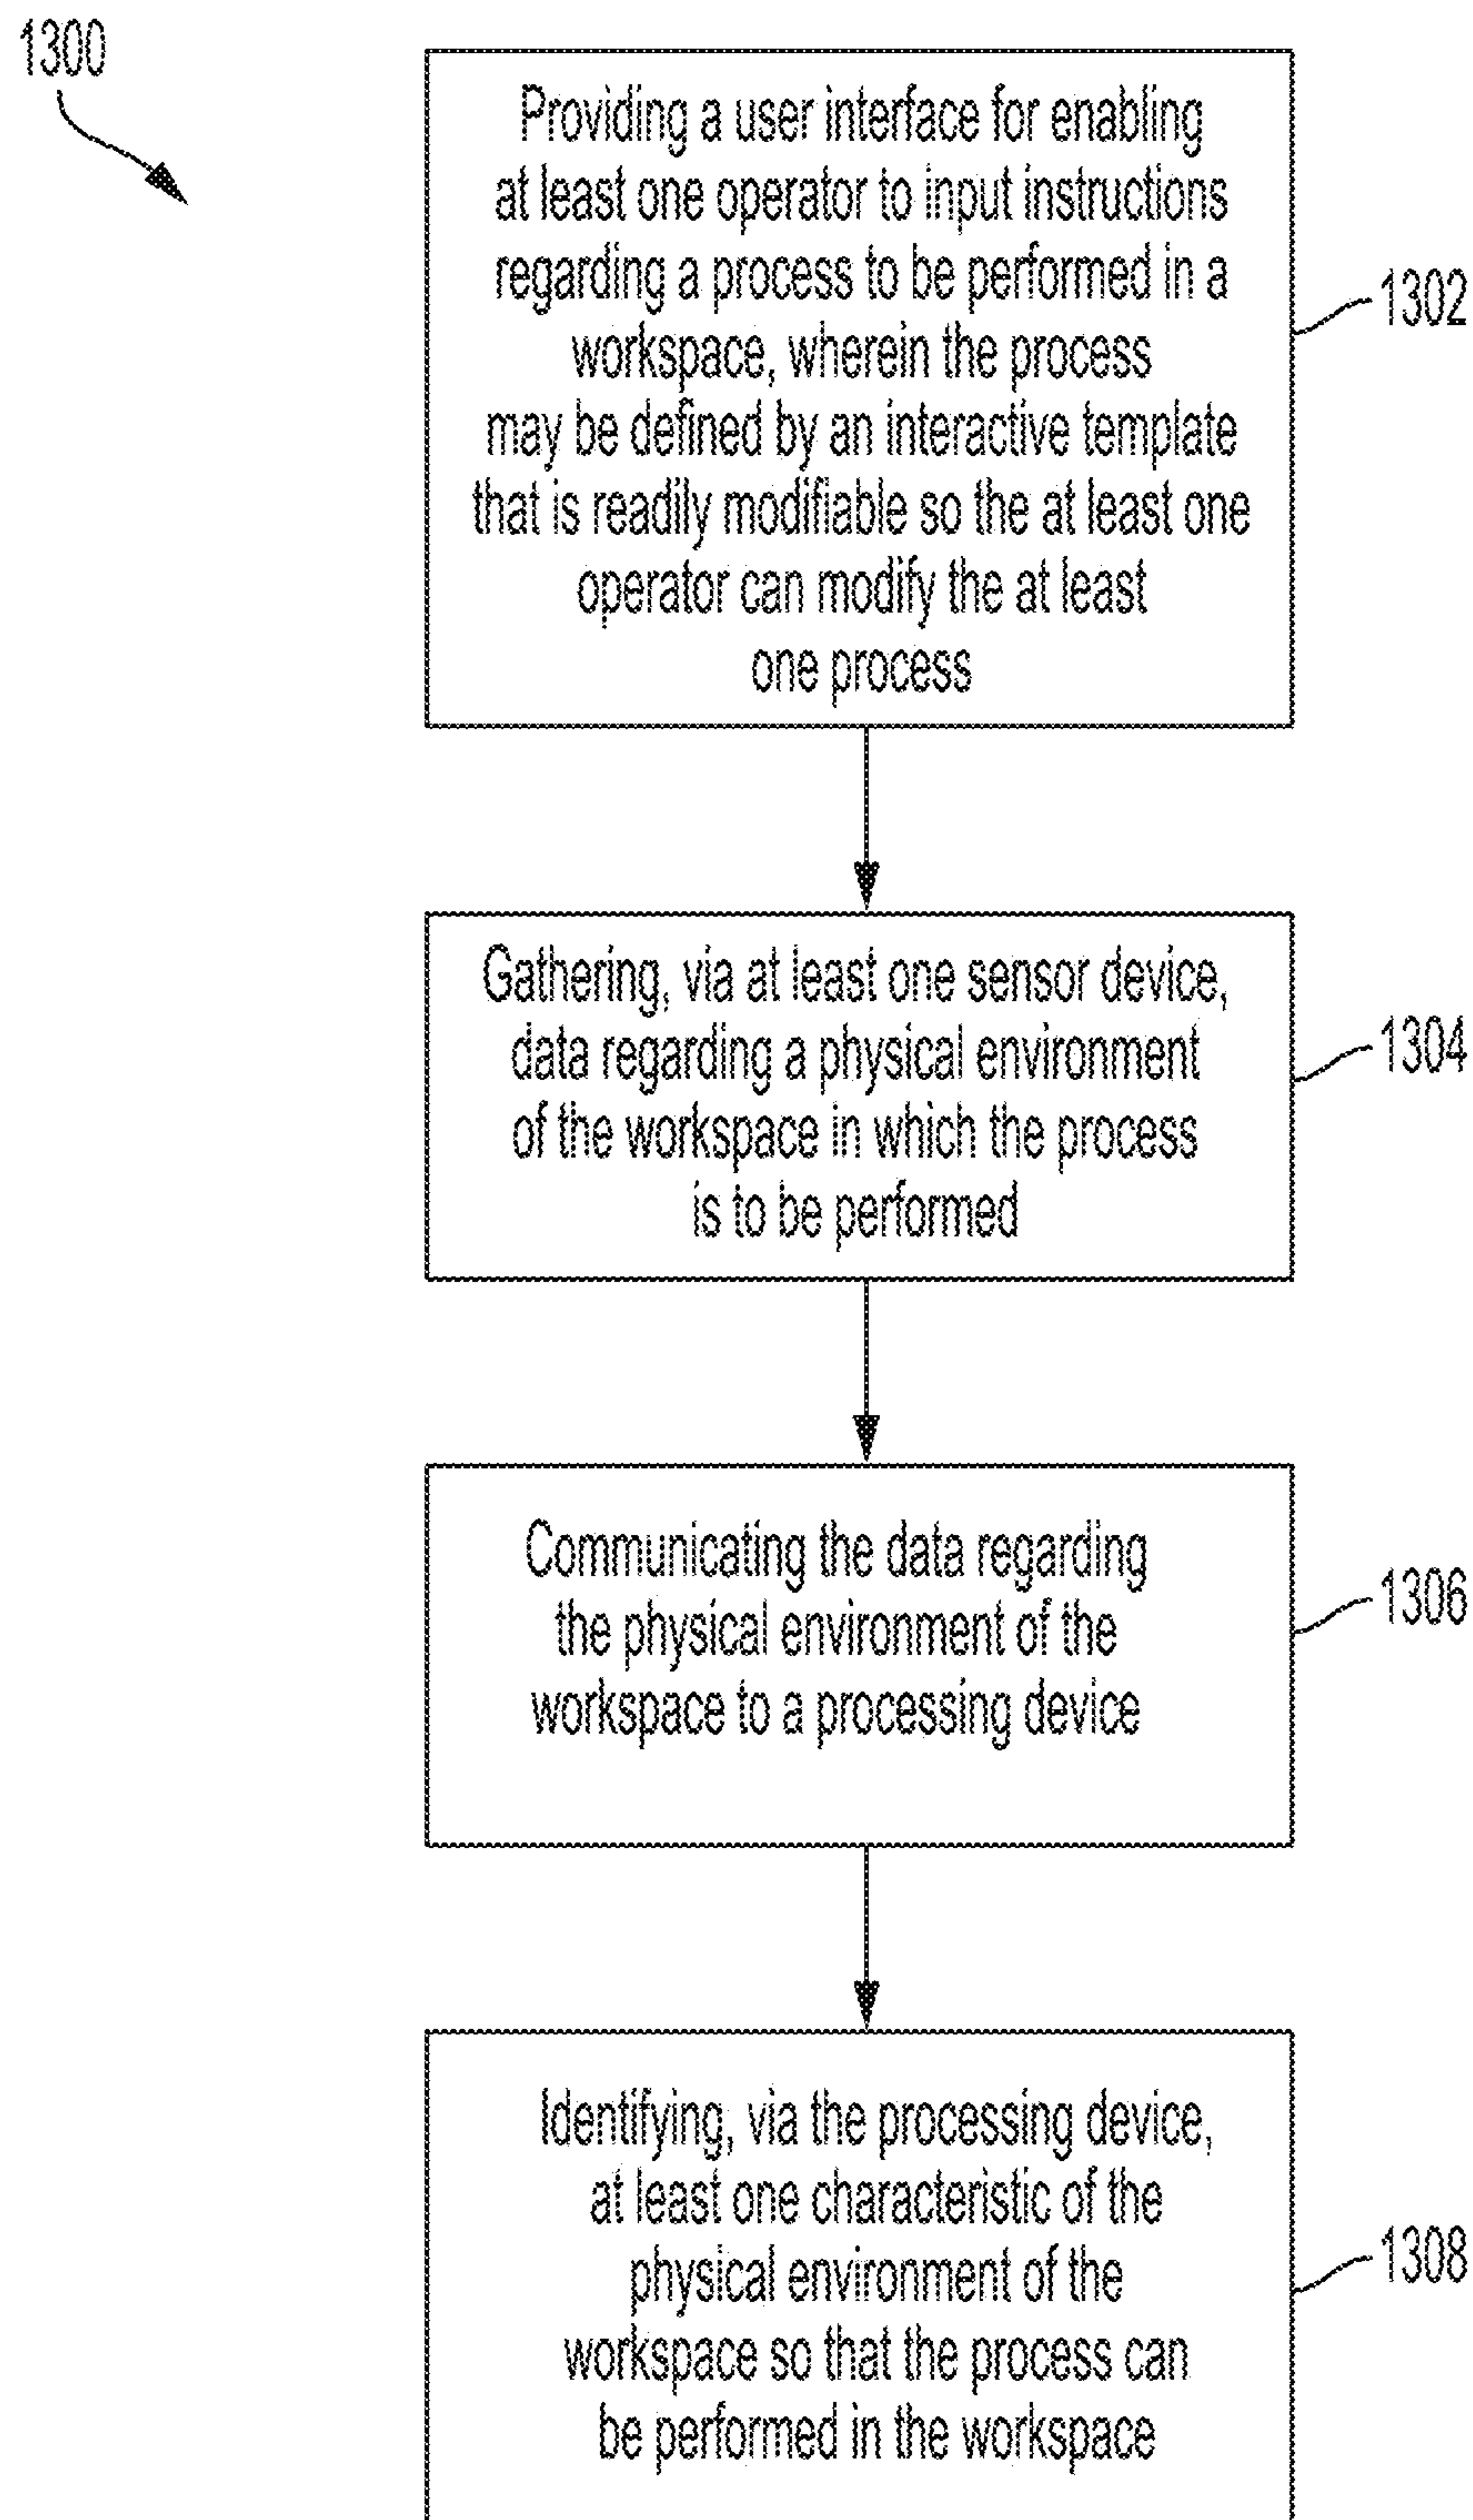 1300
Providing a user interface for enabling
at least one operator to input instructions
regarding a process to be performed in a
workspace, wherein the process
may be defined by an interactive template
that is readily modifiable so the at least one
operator can modify the at least
one process
1302
Gathering, via at least one sensor device,
data regarding a physical environment
of the workspace in which the process
is to be performed
1304
Communicating the data regarding
the physical environment of the
workspace to a processing device
1306
Identifying, via the processing device,
at least one characteristic of the
physical environment of the
workspace so that the process can
be performed in the workspace
1308